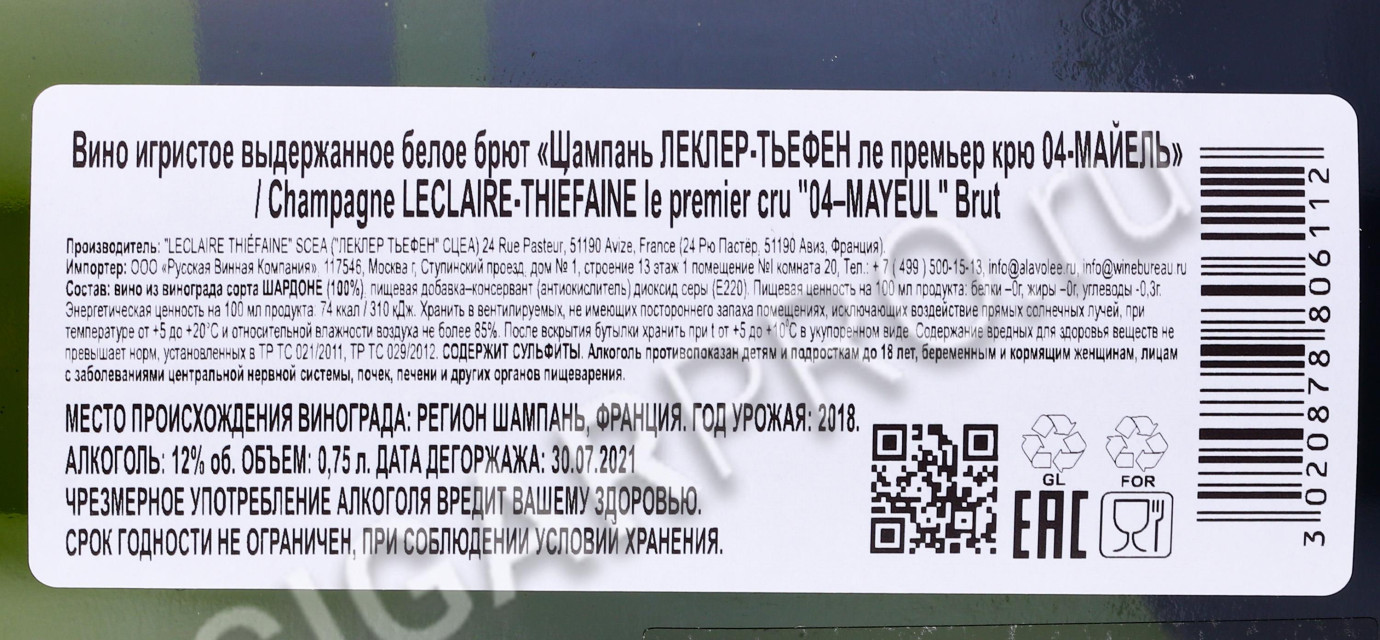 Вино игристое выдержанное белое брют «Щампань ЛЕКЛЕР-ТЬЕФЕН ле премьер крю 04-МАЙЕЛЬ»
/ Champagne LECLAIRE-THIEFAINE le premier cru "04–MAYEUL" Brut
Производитель: "LECLAIRE THIÉFAINE" SCEA ("ЛЕКЛЕР ТЬЕФЕН" СЦЕА) 24 Rue Pasteur, 51190 Avize, France (24 Рю Пастёр, 51190 Авиз, Франция).
Импортер: ООО «Русская Винная Компания», 117546, Москва г, Ступинский проезд, дом № 1, строение 13 этаж 1 помещение №I комната 20, Тел.: + 7 ( 499 ) 500-15-13, info@alavolee.ru, info@winebureau.ru
Состав: вино из винограда сорта ШАРДОНЕ (100%), пищевая добавка–консервант (антиокислитель) диоксид серы (E220). Пищевая ценность на 100 мл продукта: белки –0г, жиры –0г, углеводы -0,3г.
Энергетическая ценность на 100 мл продукта: 74 ккал / 310 кДж. Хранить в вентилируемых, не имеющих постороннего запаха помещениях, исключающих воздействие прямых солнечных лучей, при
температуре от +5 до +20°С и относительной влажности воздуха не более 85%. После вскрытия бутылки хранить при t от +5 до +10°С в укупоренном виде. Содержание вредных для здоровья веществ не
превышает норм, установленных в ТР ТС 021/2011, ТР ТС 029/2012. СОДЕРЖИТ СУЛЬФИТЫ. Алкоголь противопоказан детям и подросткам до 18 лет, беременным и кормящим женщинам, лицам
с заболеваниями центральной нервной системы, почек, печени и других органов пищеварения.
МЕСТО ПРОИСХОЖДЕНИЯ ВИНОГРАДА: РЕГИОН ШАМПАНЬ, ФРАНЦИЯ. ГОД УРОЖАЯ: 2018.
АЛКОГОЛЬ: 12% об. ОБЪЕМ: 0,75 л. ДАТА ДЕГОРЖАЖА: 30.07.2021
ЧРЕЗМЕРНОЕ УПОТРЕБЛЕНИЕ АЛКОГОЛЯ ВРЕДИТ ВАШЕМУ ЗДОРОВЬЮ.
СРОК ГОДНОСТИ НЕ ОГРАНИЧЕН, ПРИ СОБЛЮДЕНИИ УСЛОВИЙ ХРАНЕНИЯ.
GL
FOR
EAC
3020878806112
CIGARPRO.ru